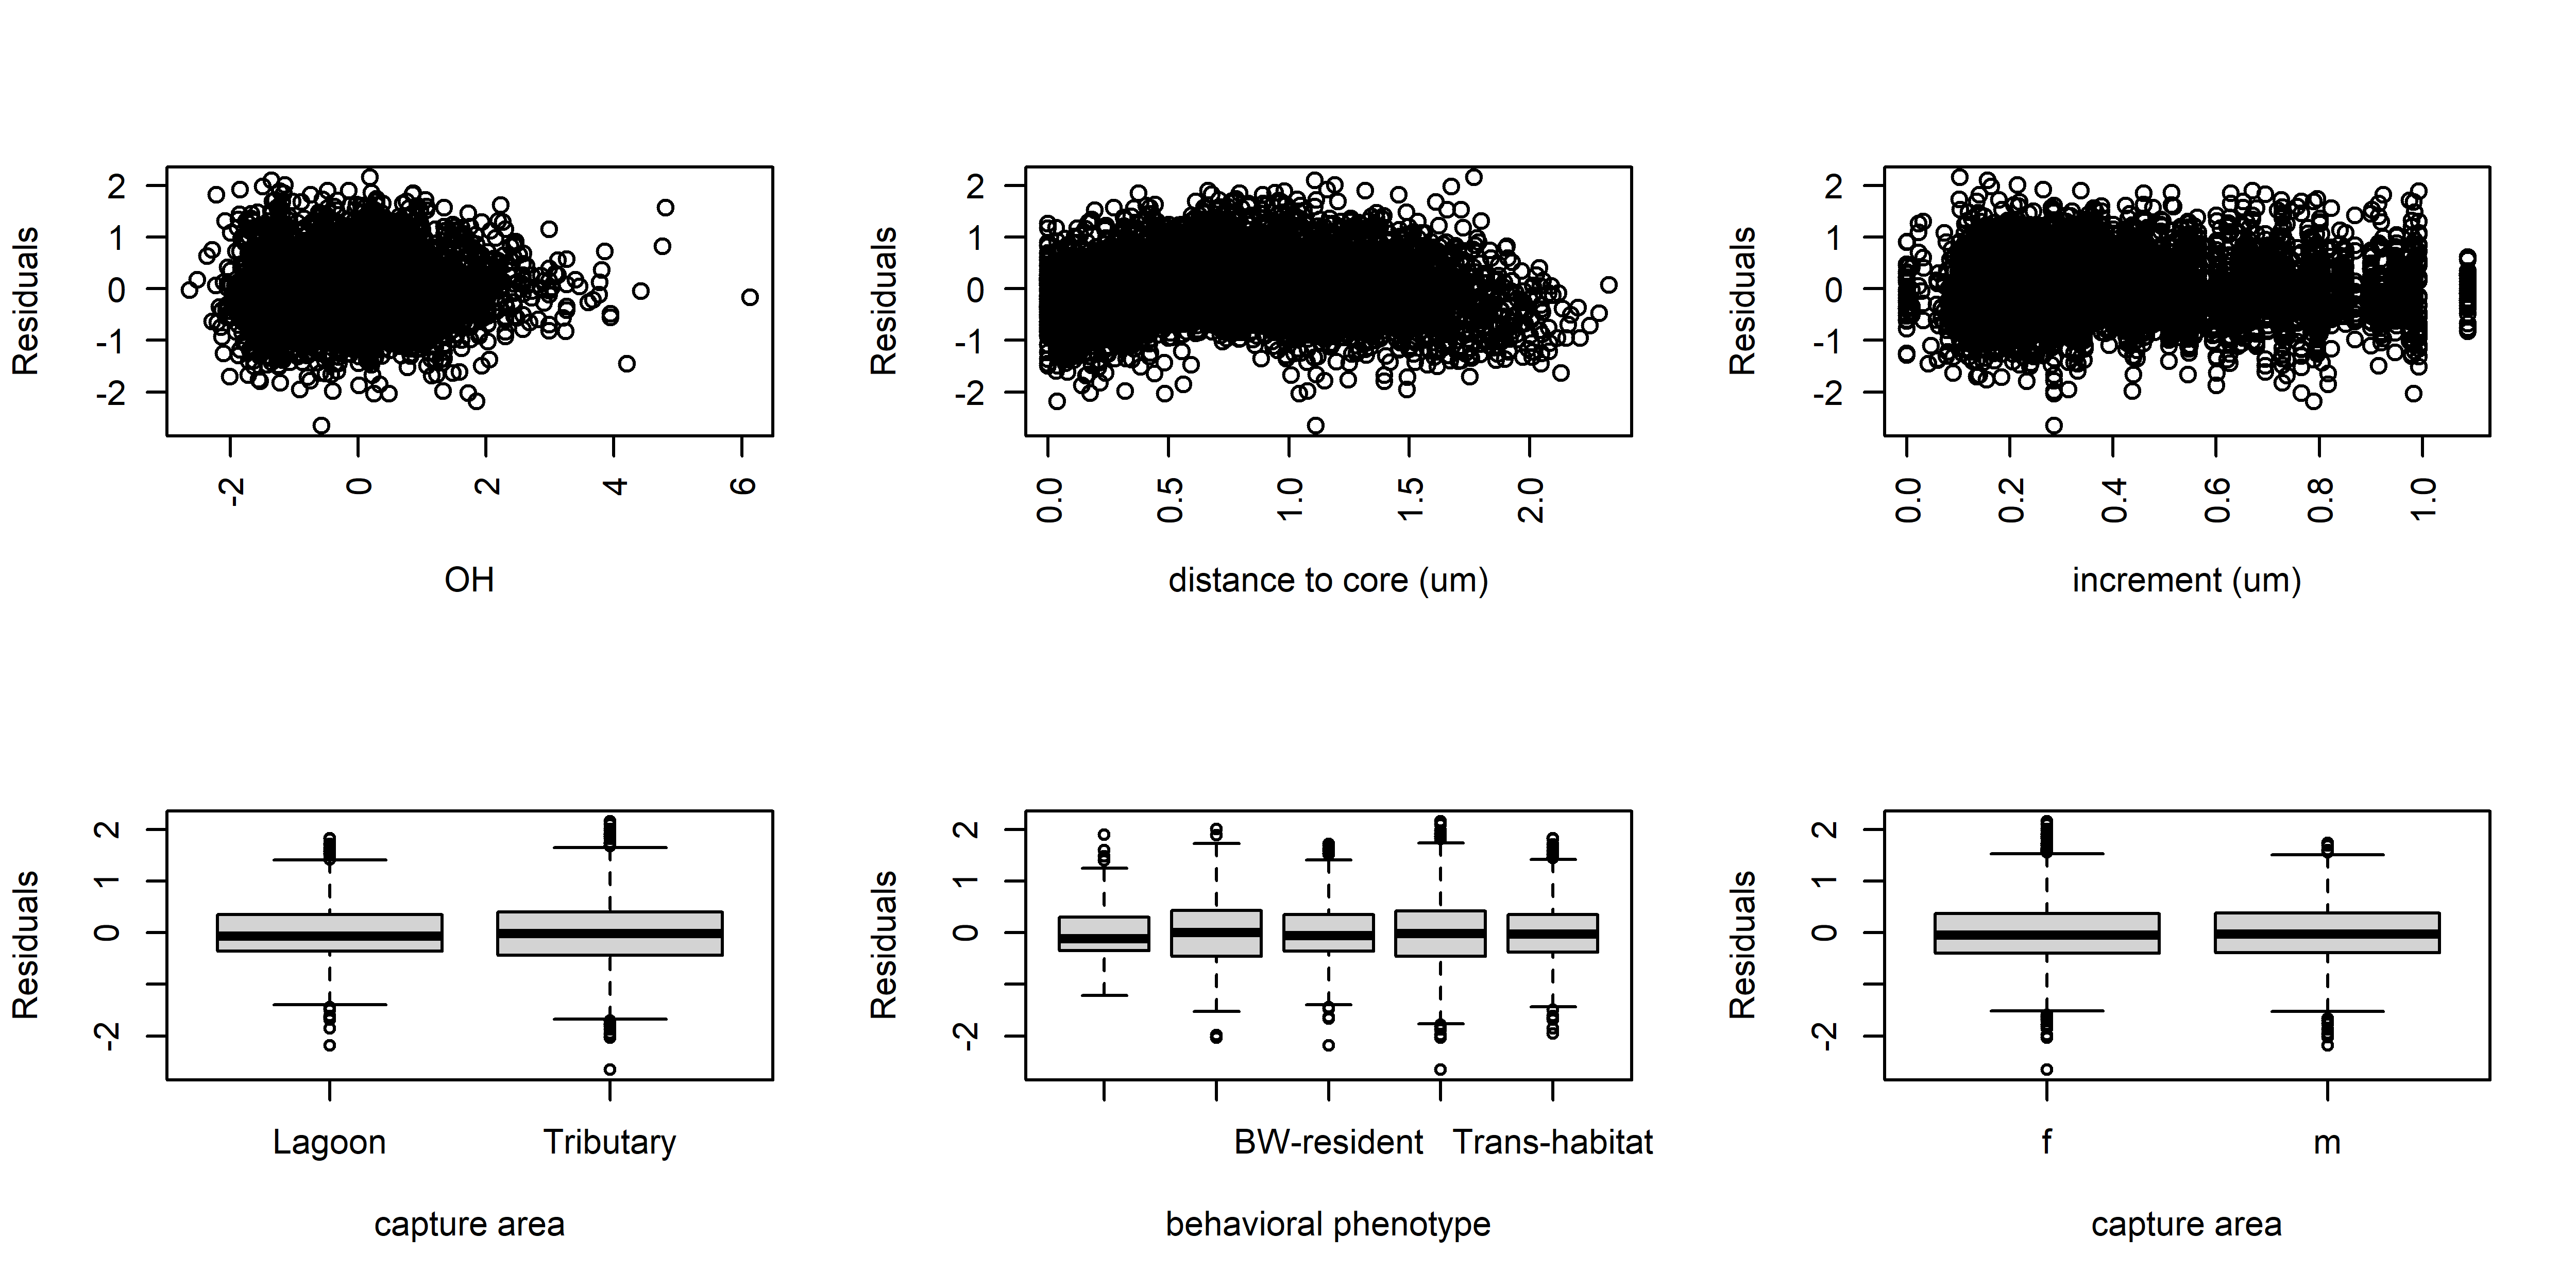 Residuals
2
1
0
-1
-2
-2
0
2
4
6
OH
Residuals
2
1
0
-1
-2
0.0
0.5
1.0
1.5
2.0
distance to core (um)
Residuals
2
1
0
-1
-2
0.0
0.2
0.4
0.6
0.8
1.0
increment (um)
Residuals
2
1
0
-2
Lagoon
Tributary
capture area
Residuals
2
1
0
-2
BW-resident
Trans-habitat
behavioral phenotype
Residuals
2
1
0
-2
f
m
capture area